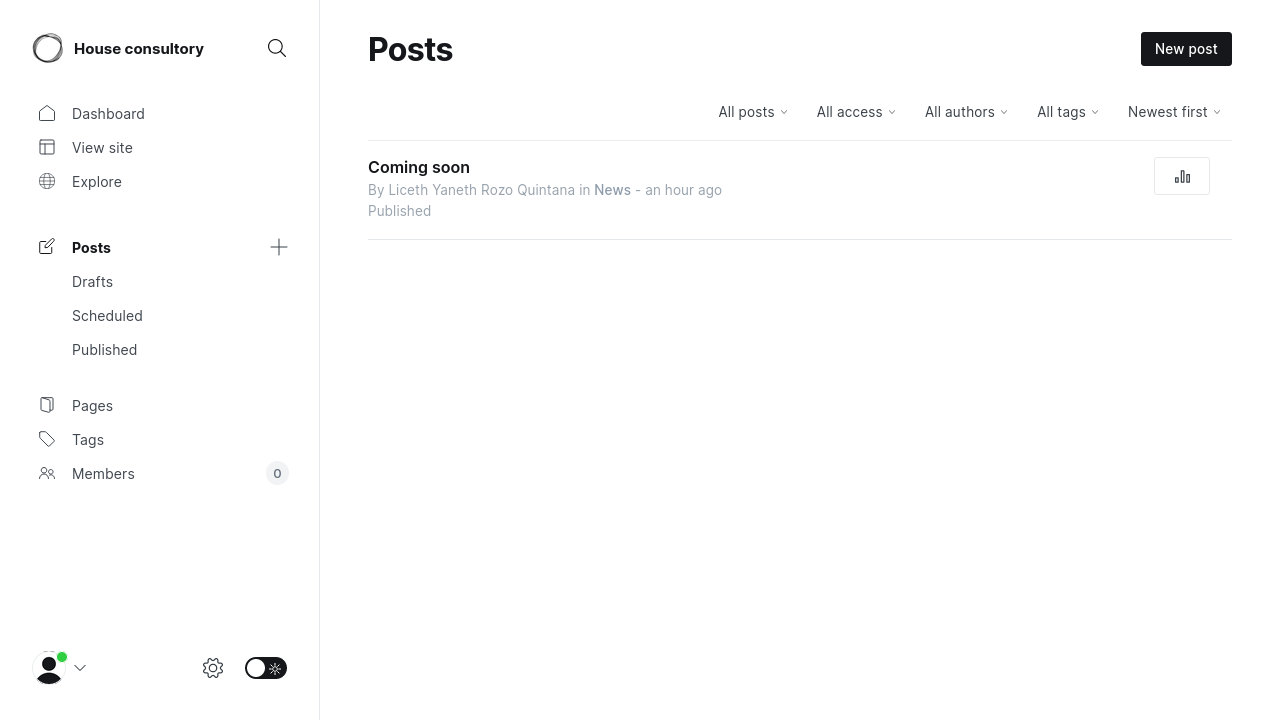 House consultory
Dashboard
View site
Explore
Posts
Drafts
Scheduled
Published
Pages
Tags
Members
0
Posts
New post
All posts
All access
All authors
All tags
Newest first
Coming soon
By Liceth Yaneth Rozo Quintana in News - an hour ago
Published